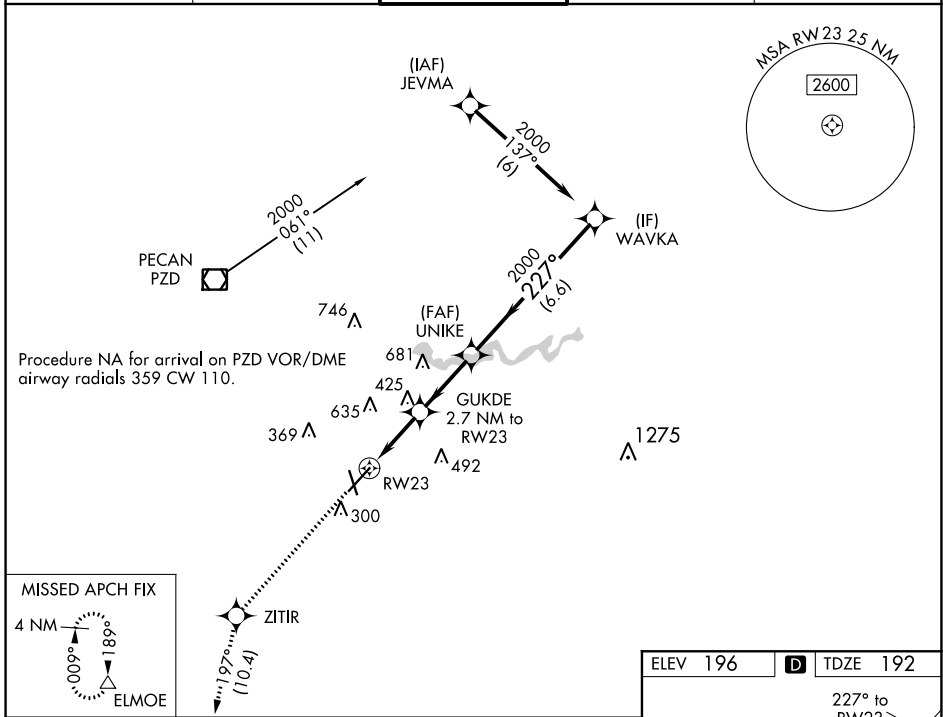 MSA RW23 25 NM
2600
(IAF)
JEVMA
2000
137°
(6)
(IF)
WAVKA
2000
061°
(11)
PECAN
PZD
2000
227°
(6.6)
746
(FAF)
UNIKE
Procedure NA for arrival on PZD VOR/DME
airway radials 359 CW 110.
681
425
635
GUKDE
2.7 NM to
RW23
369
1275
492
RW23
300
MISSED APCH FIX
4 NM
009°
189°
ELMOE
ZITIR
197°
(10.4)
ELEV 196
D
TDZE 192
227° to
RW23